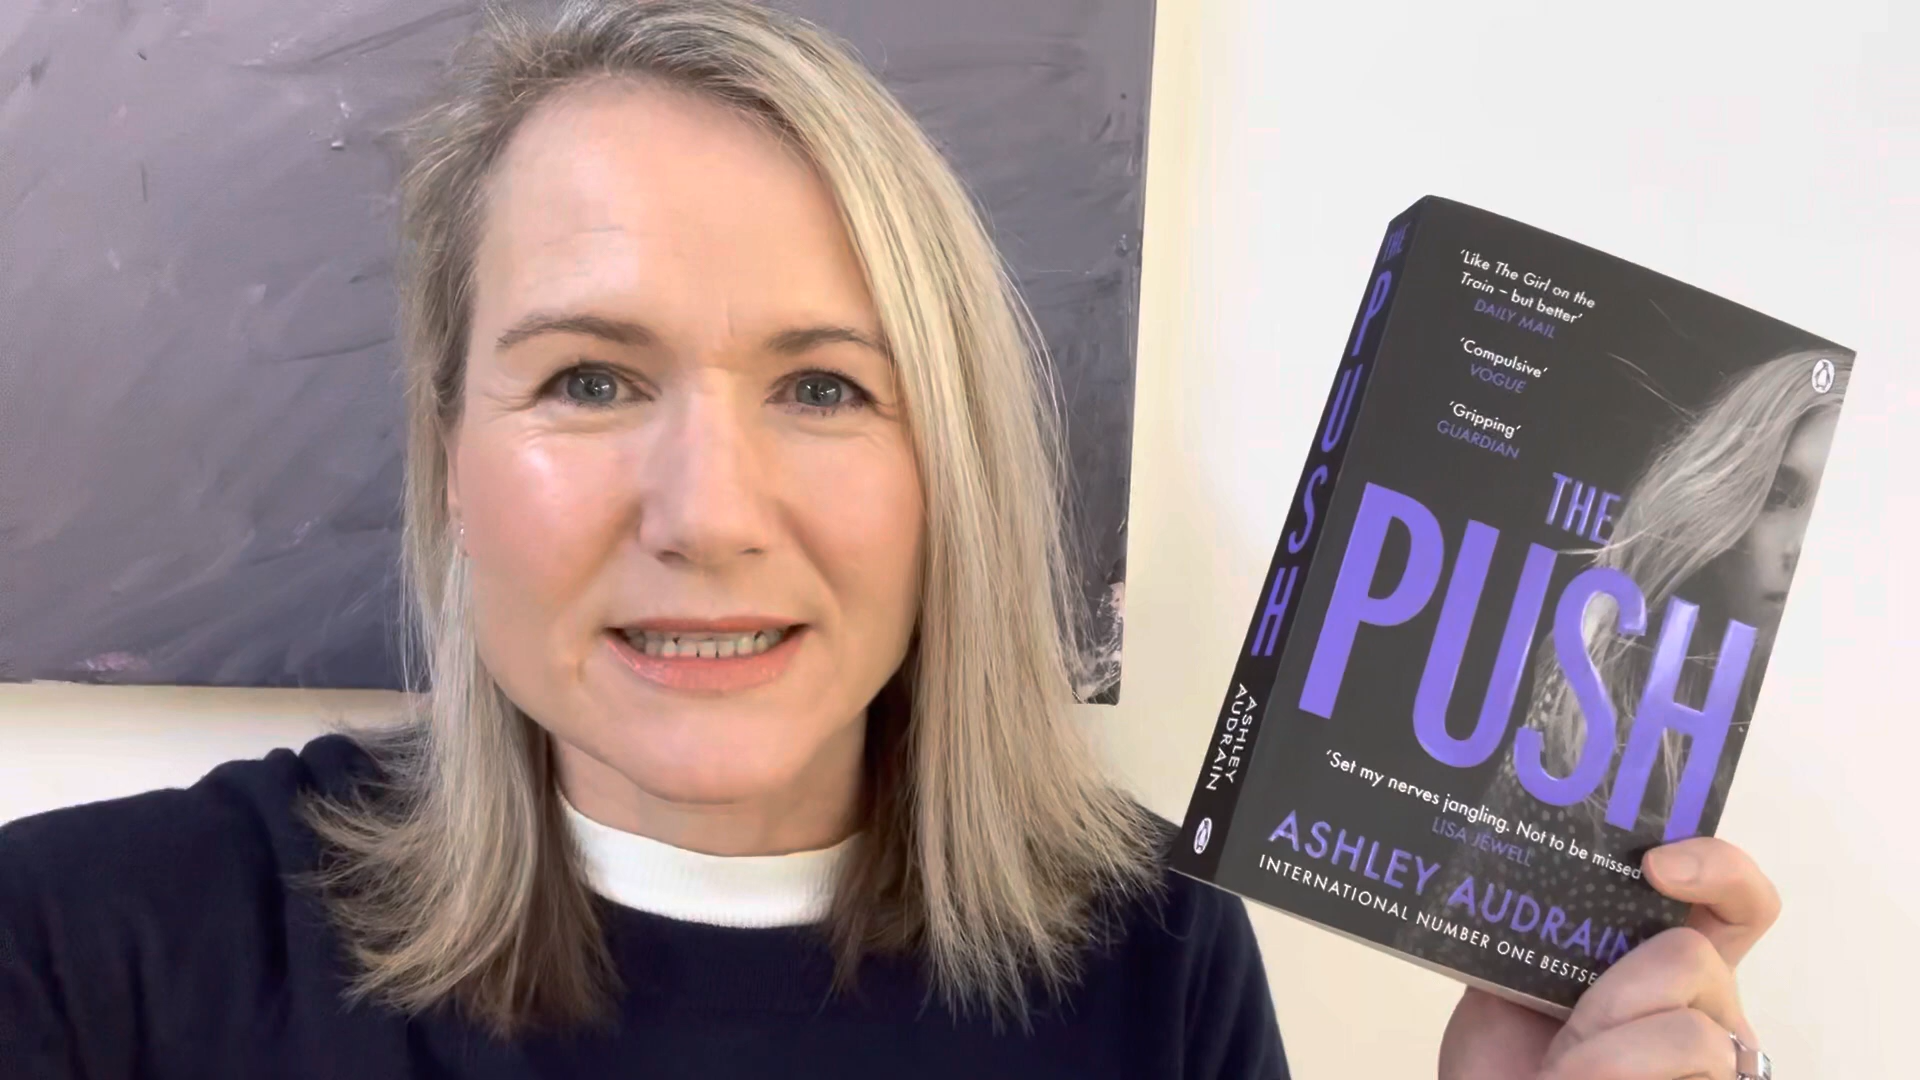 THE PUSH
ASHLEY
AUDRAIN
'Like The Girl on the
Train – but better'
DAILY MAIL
'Compulsive'
VOGUE
'Gripping'
GUARDIAN
THE
PUSH
'Set my nerves jangling. Not to be missed
LISA JEWELL
ASHLEY AUDRAIN
INTERNATIONAL NUMBER ONE BESTSE